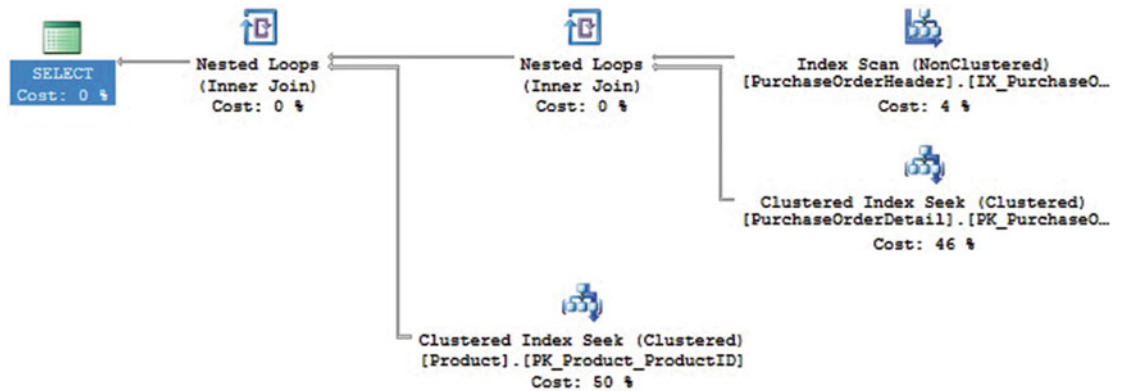 SELECT
Cost: 0 %
Nested Loops
(Inner Join)
Cost: 0 %
Nested Loops
(Inner Join)
Cost: 0 %
Index Scan (NonClustered)
[PurchaseOrderHeader].[IX_PurchaseO…
Cost: 4 %
Clustered Index Seek (Clustered)
[PurchaseOrderDetail].[PK_PurchaseO…
Cost: 46 %
Clustered Index Seek (Clustered)
[Product].[PK_Product_ProductID]
Cost: 50 %